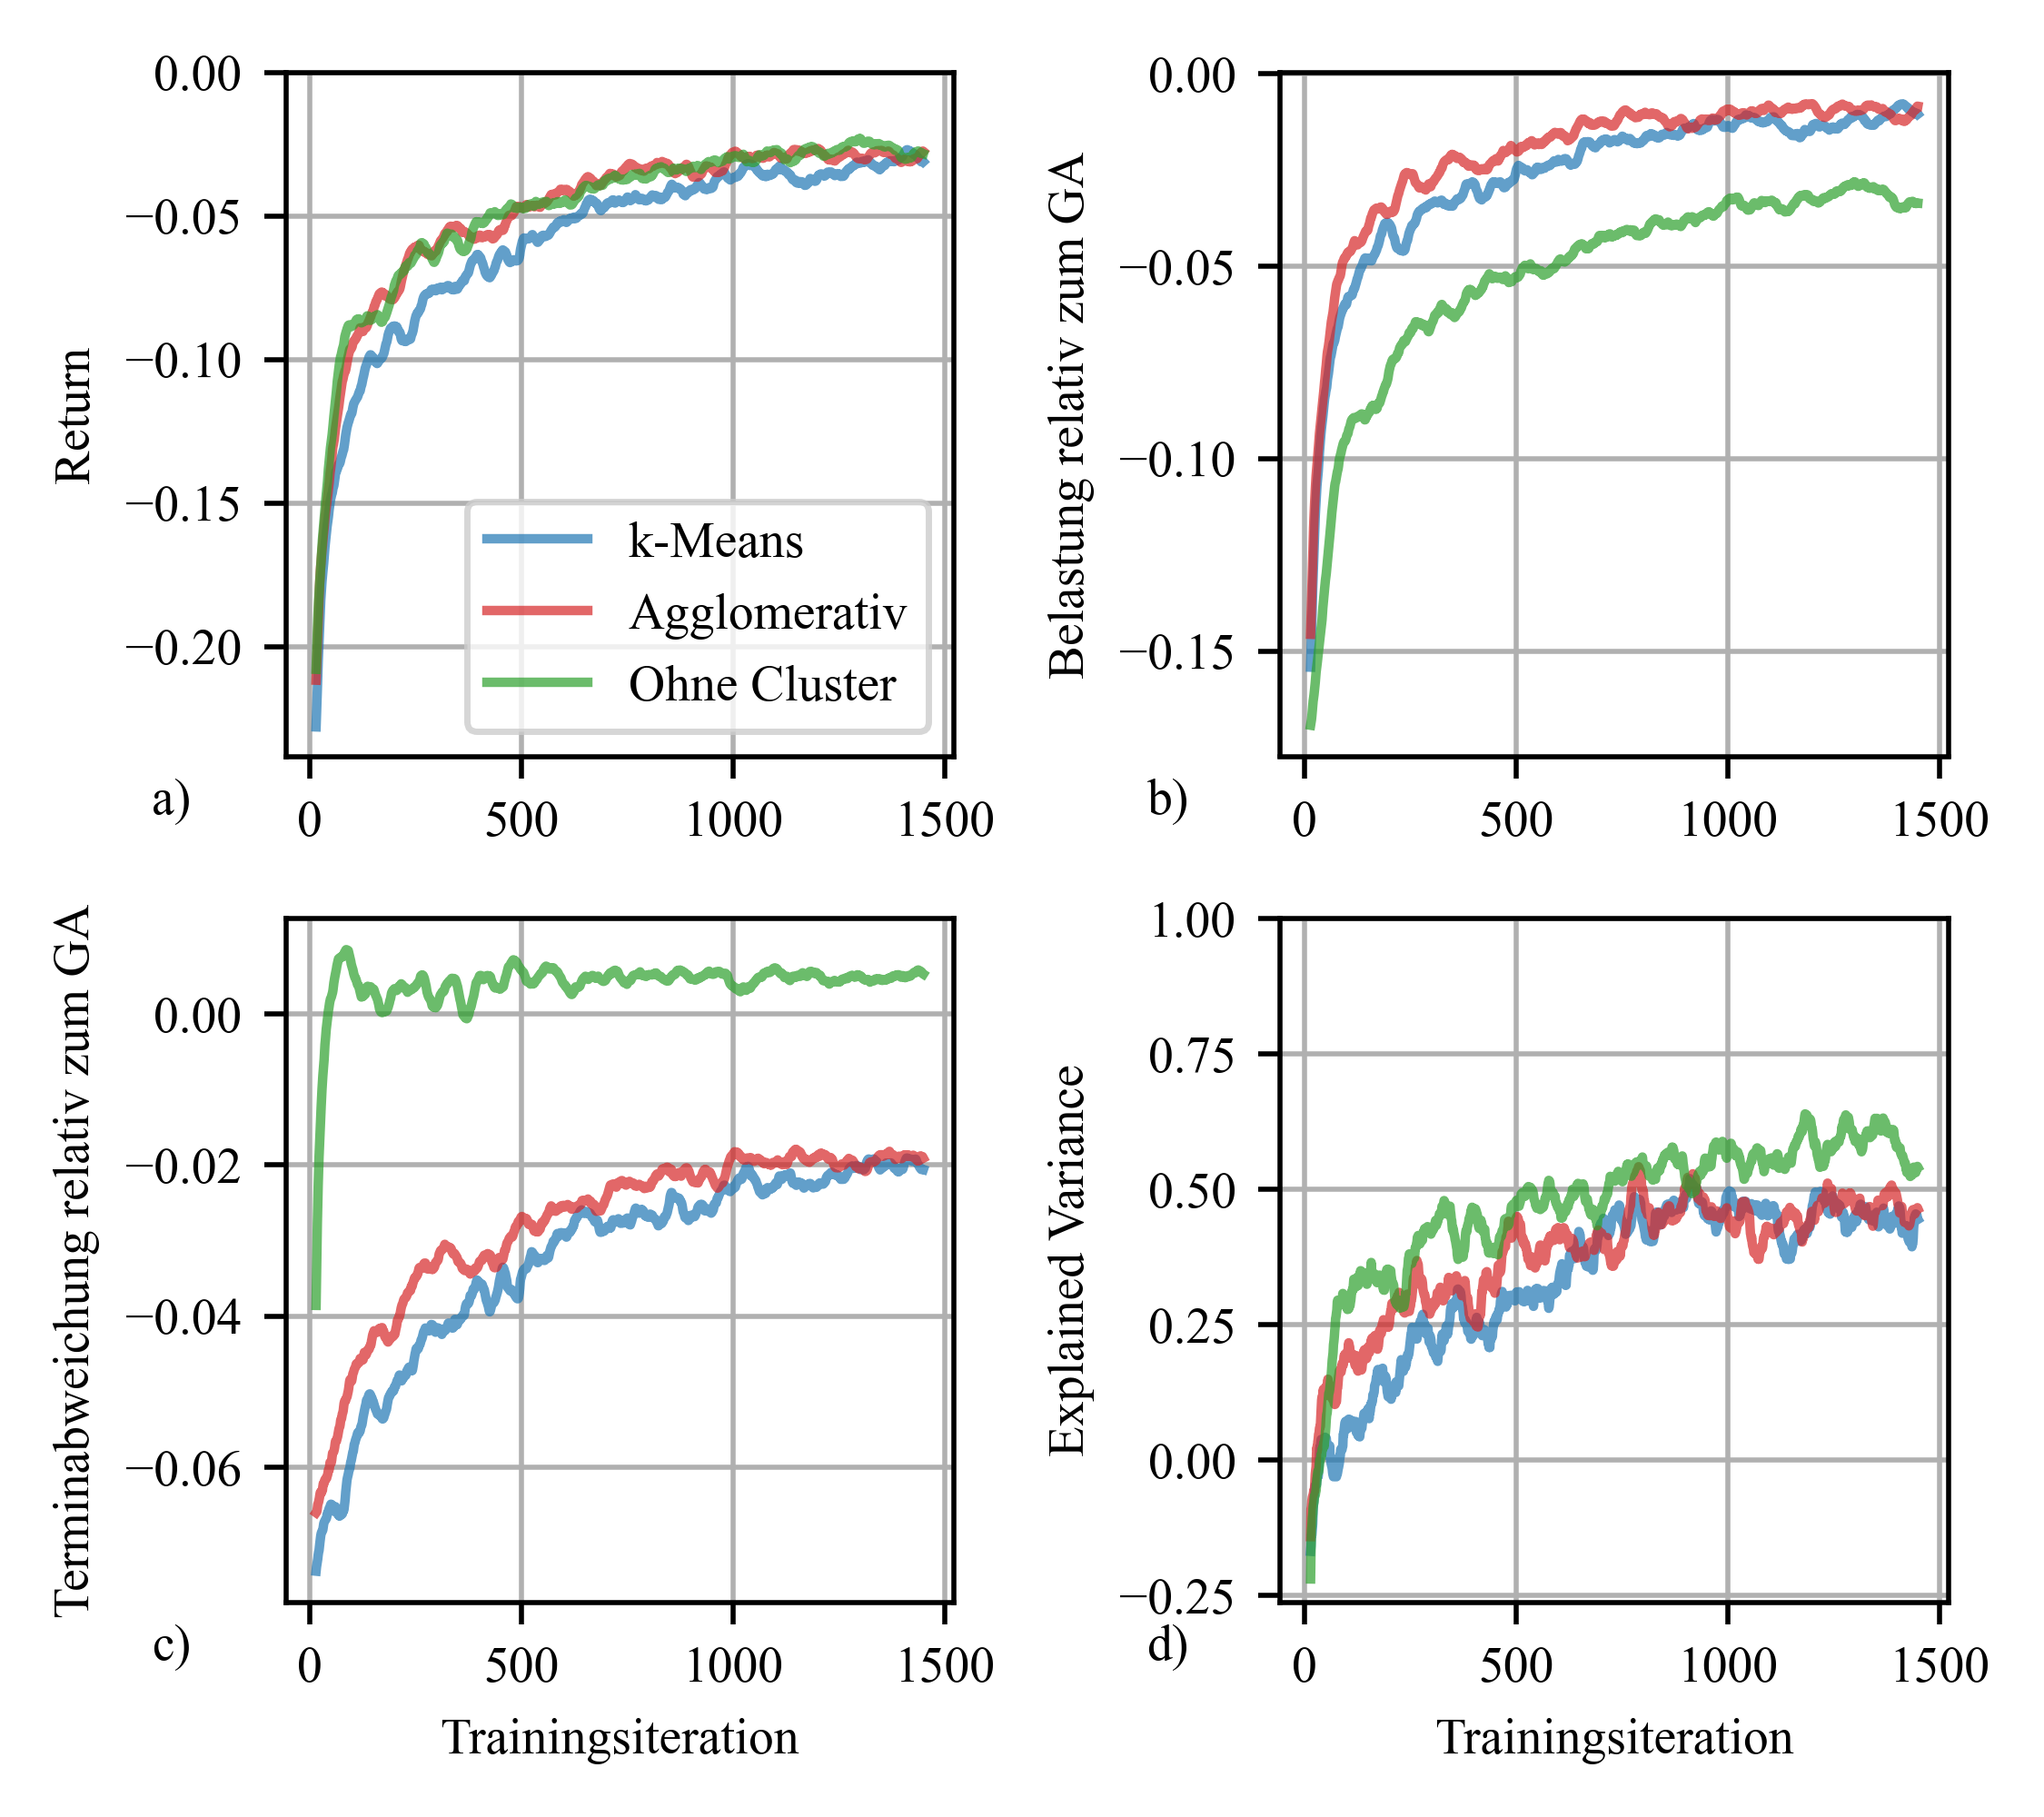 0.00
−0.05
−0.10
−0.15
−0.20
Return
k-Means
Agglomerativ
Ohne Cluster
a)
0
500
1000
1500
0.00
−0.05
−0.10
−0.15
Belastung relativ zum GA
b)
0
500
1000
1500
0.00
−0.02
−0.04
−0.06
Terminabweichung relativ zum GA
c)
0
500
1000
1500
Trainingsiteration
1.00
0.75
0.50
0.25
0.00
−0.25
Explained Variance
d)
0
500
1000
1500
Trainingsiteration